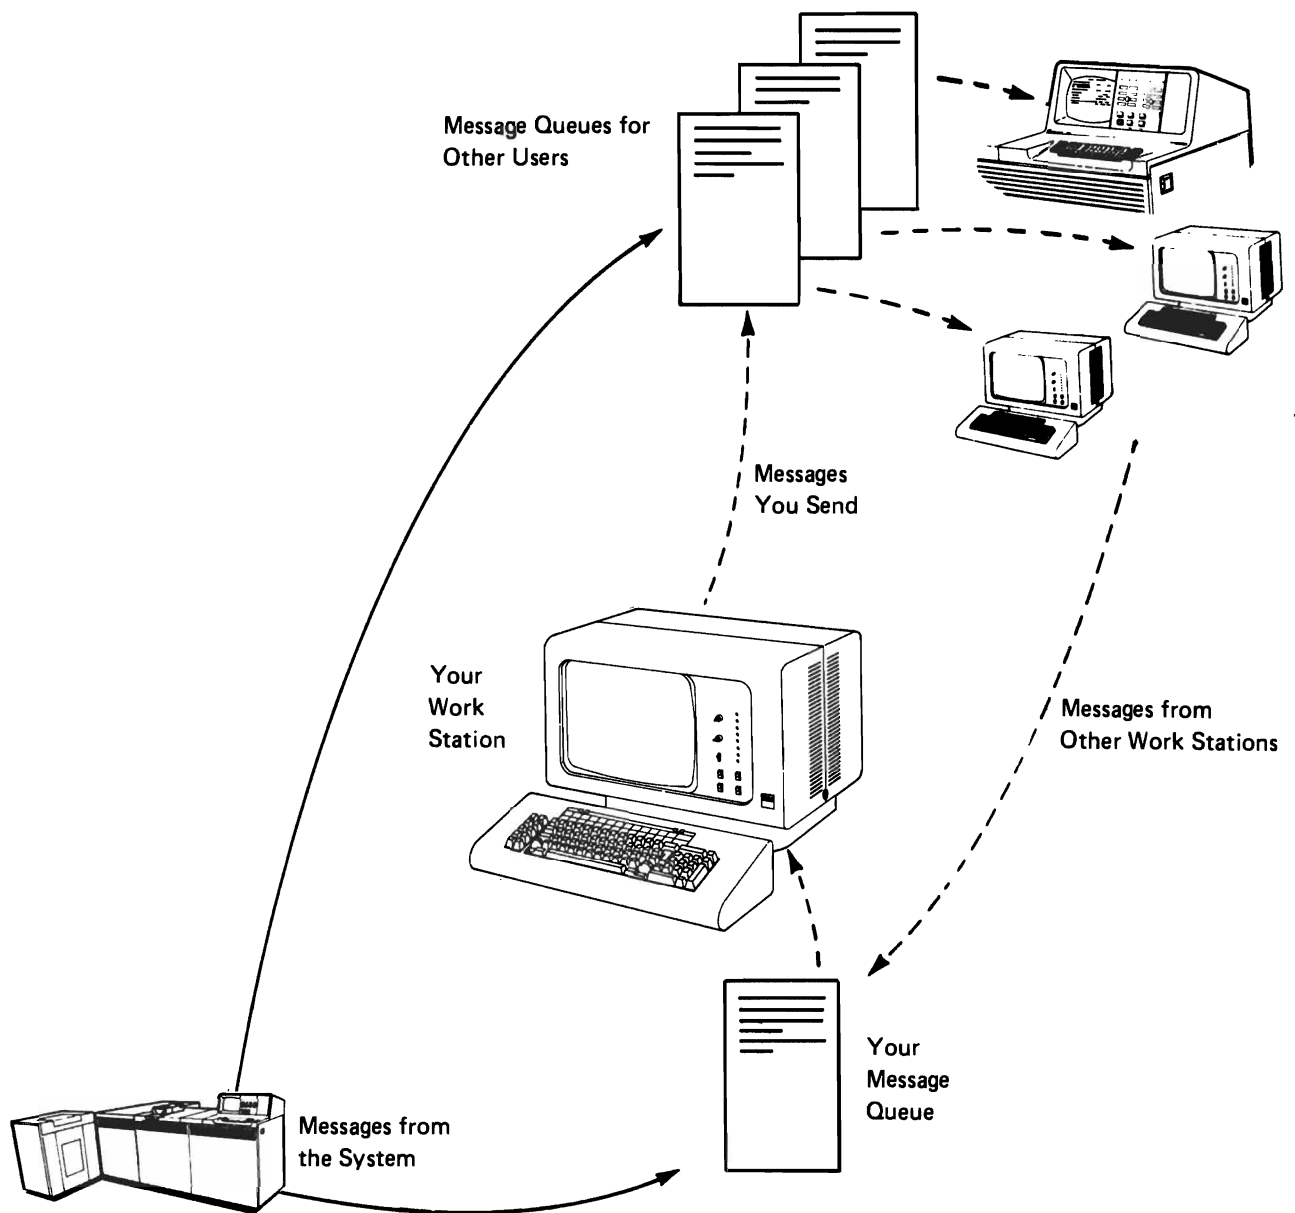 Message Queues for
Other Users
Messages
You Send
Your
Work
Station
Messages from
Other Work Stations
Your
Message
Queue
Messages from
the System